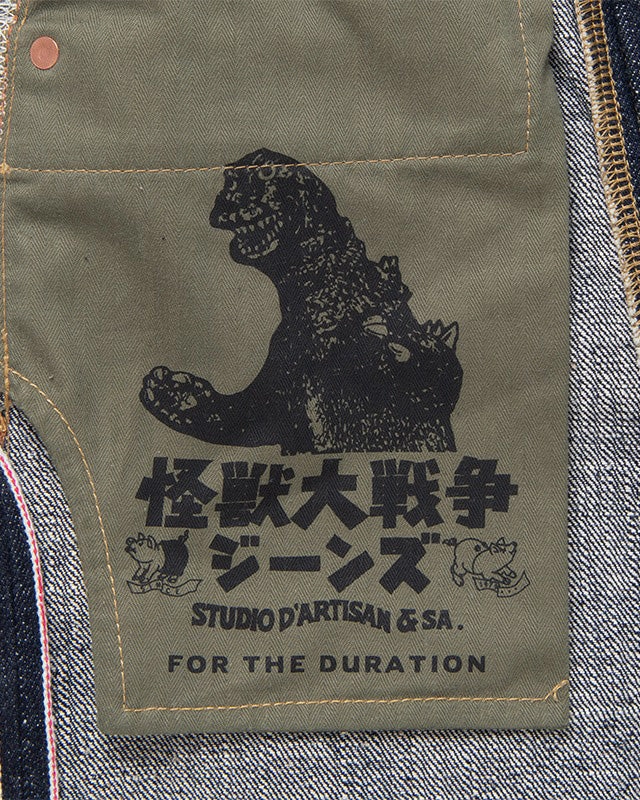 怪獣大戦争
ジーンズ
STUDIO D'ARTISAN & SA.
FOR THE DURATION